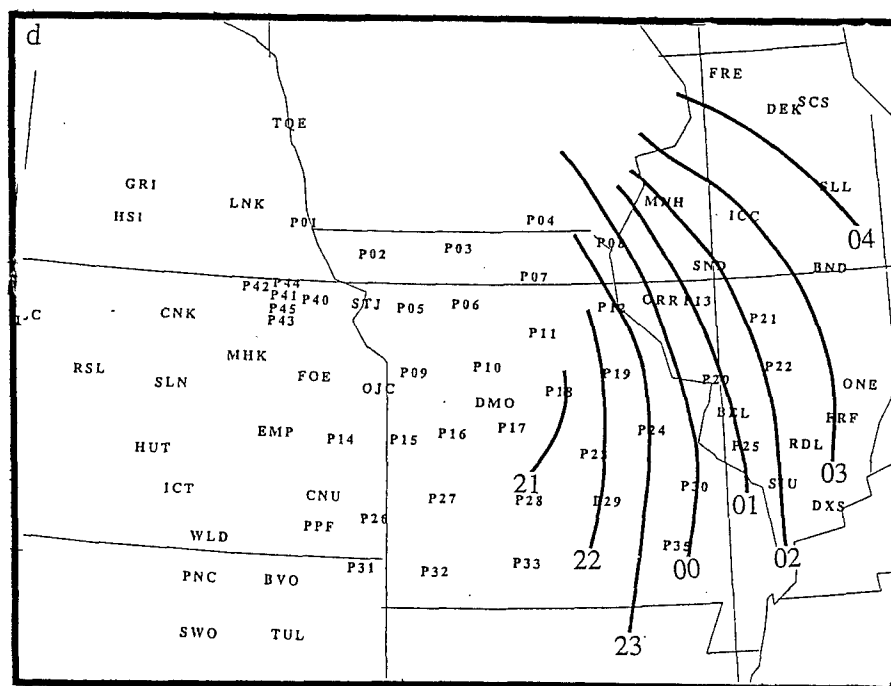 d
FRE
DEK SCS
TQE
GRI LNK SLL
HSI P01 P04 MNH ICC
04
P02 P03 P08
P07 SND BND
P42 P44
P41 P40 STJ P05 P06 P12 ORR P13
CNK P45 P21
P43
P11
MHK
RSL FOE P09 P10 P19 P22
SLN OJC P18 P20 ONE
DMO BEL FRF
EMP P14 P15 P16 P17 P24 P25 RDL
HUT P23 03
21
ICT CNU P27 P28 P30 01
DXS
P26
WLD PPF
22 02
P31 P32 P33 P35 00
PNC BVO
SWO TUL
23